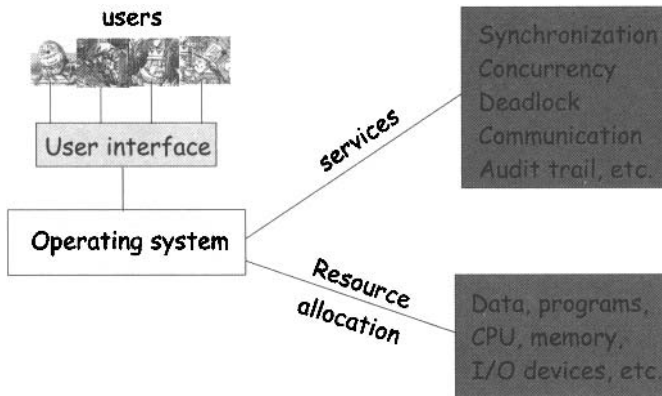 users
User interface
Operating system
services
Resource
allocation
Synchronization
Concurrency
Deadlock
Communication
Audit trail, etc.
Data, programs,
CPU, memory,
I/O devices, etc.